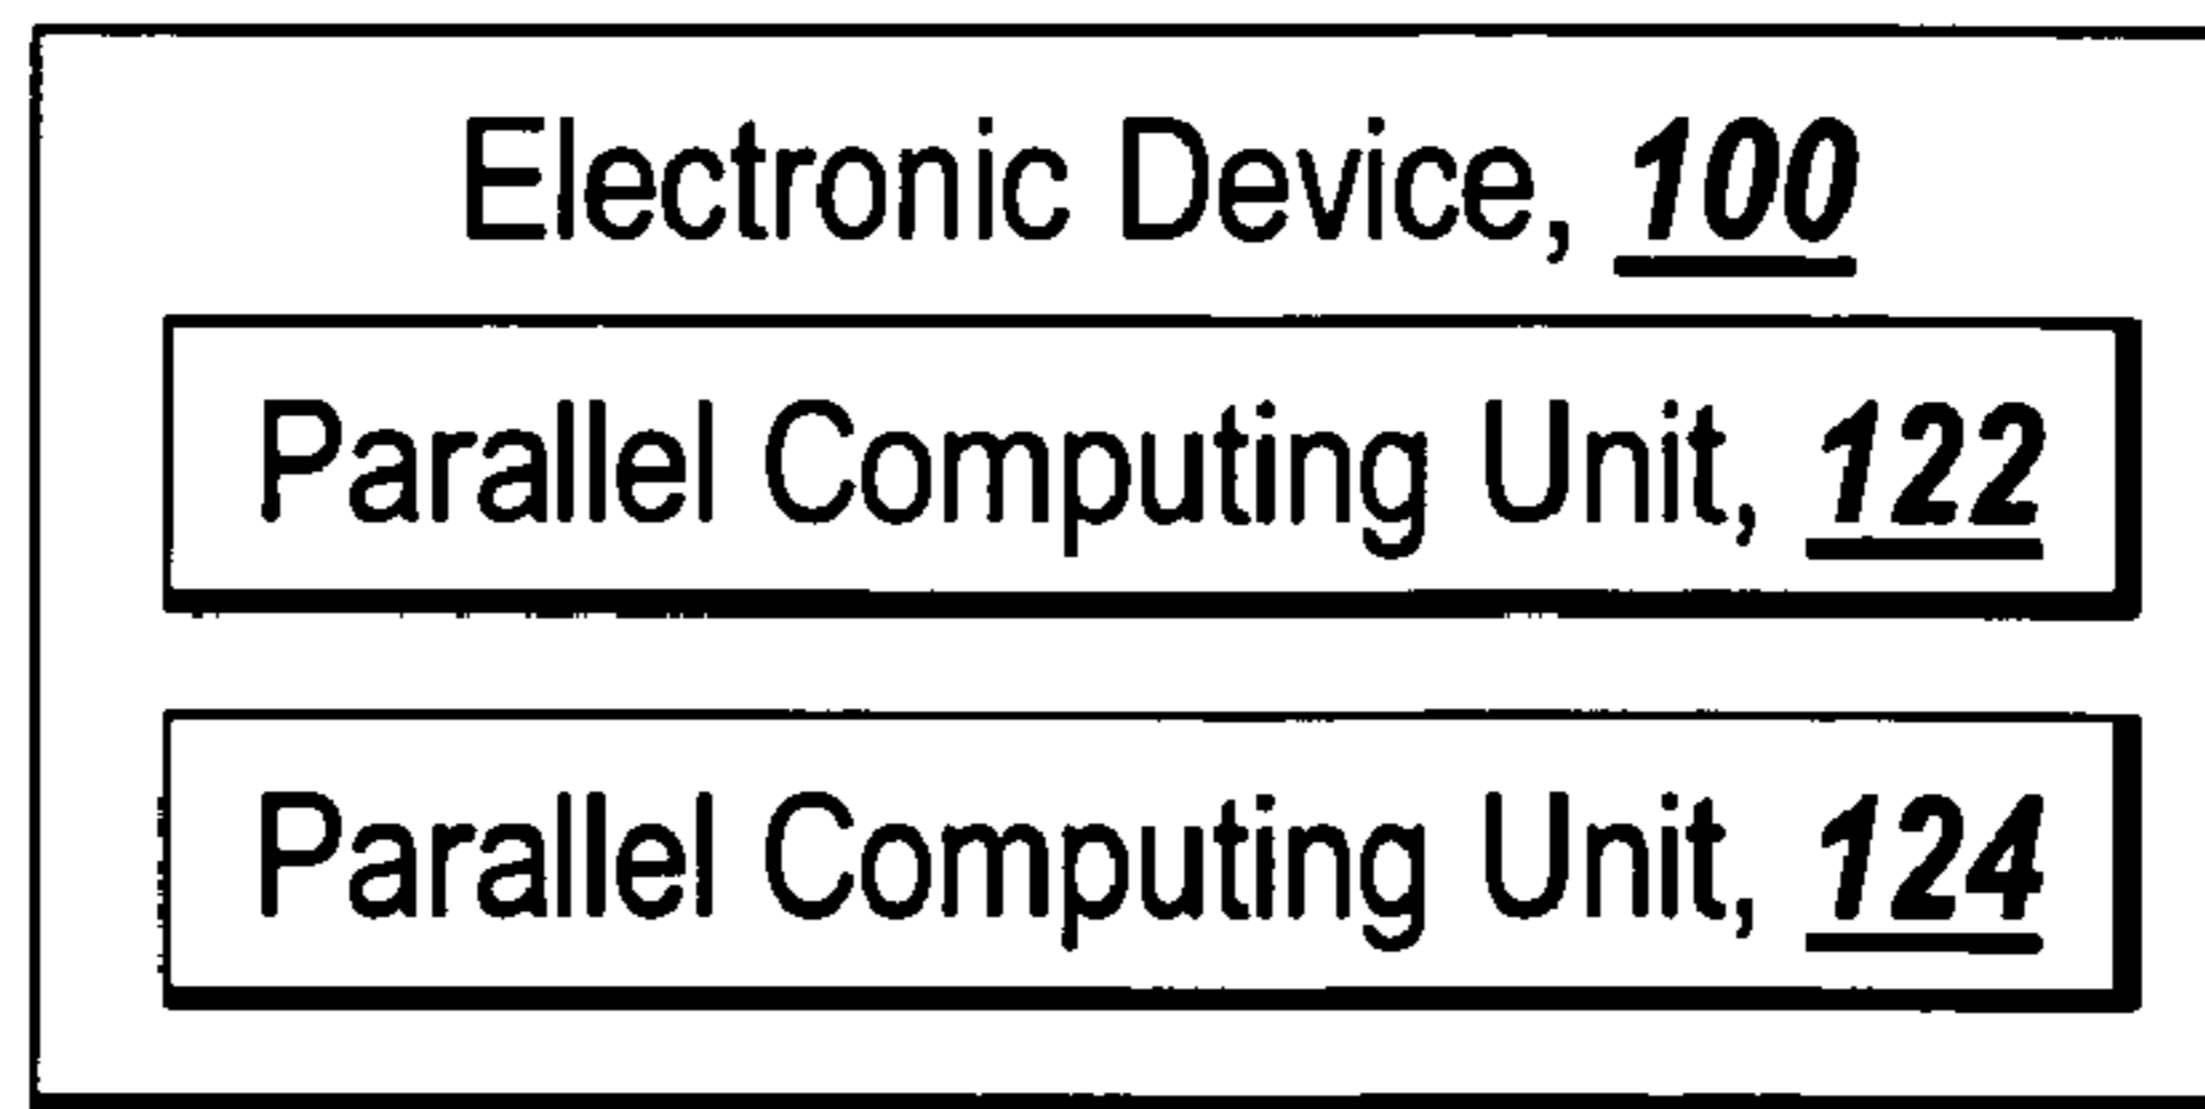 Electronic Device, 100
Parallel Computing Unit, 122
Parallel Computing Unit, 124